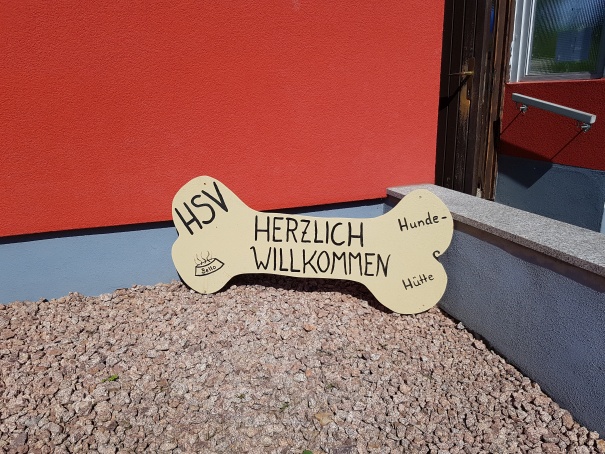 HSV
Bello
HERZLICH
WILLKOMMEN
Hunde-
Hütte